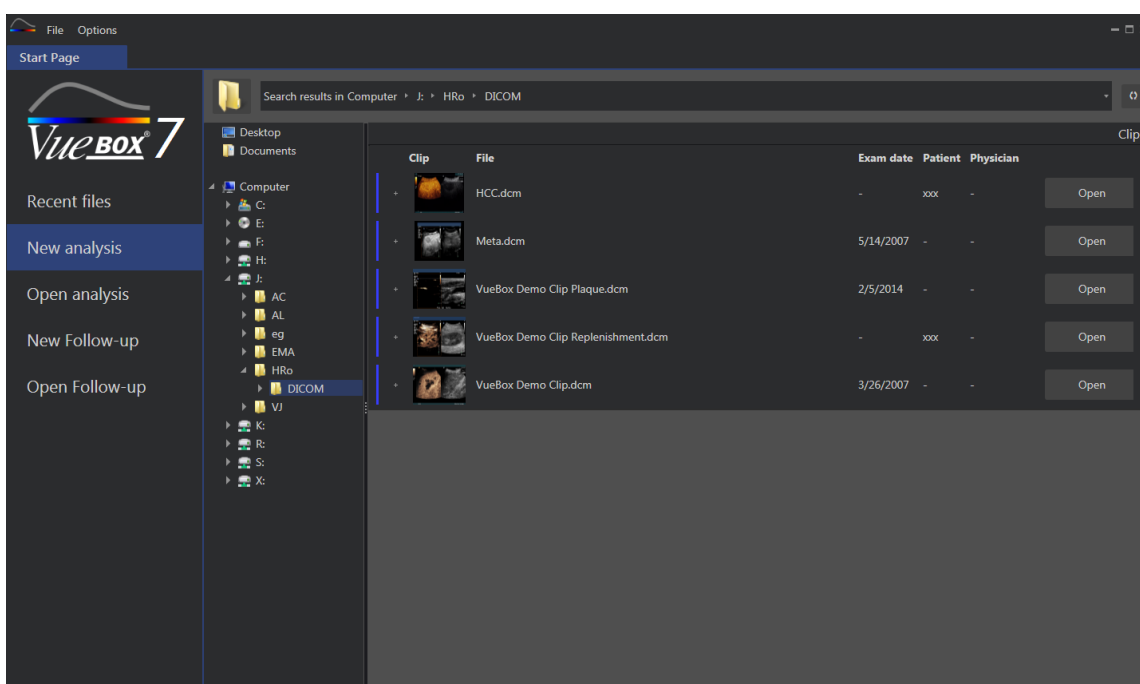 File Options
Start Page
VUEBOX® 7
Recent files
New analysis
Open analysis
New Follow-up
Open Follow-up
Search results in Computer J: HRo DICOM
Desktop
Documents
Computer
C:
E:
F:
H:
J:
AC
AL
eg
EMA
HRo
DICOM
VJ
K:
R:
S:
X:
Clip
Clip File Exam date Patient Physician
HCC.dcm - xxx - Open
Meta.dcm 5/14/2007 - - Open
VueBox Demo Clip Plaque.dcm 2/5/2014 - - Open
VueBox Demo Clip Replenishment.dcm - xxx - Open
VueBox Demo Clip.dcm 3/26/2007 - - Open